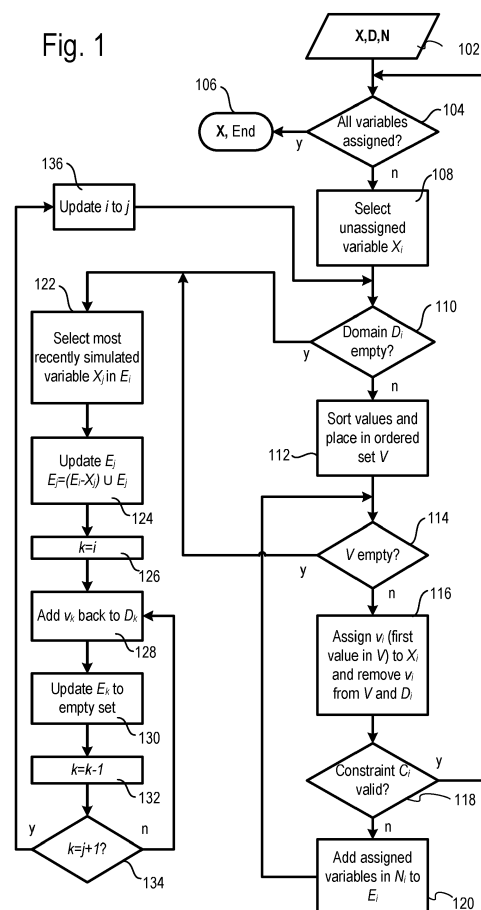 Fig. 1
X,D,N
102
106
104
X, End
y
All variables
assigned?
n
136
108
Update i to j
Select
unassigned
variable Xi
122
110
Select most
recently simulated
variable Xj in Ei
y
Domain Di
empty?
n
112
Sort values and
place in ordered
set V
Update Ej
Ej=(Ei-Xj) ∪ Ej
124
114
k=i
126
y
V empty?
n
116
Add vk back to Dk
128
Assign vi (first
value in V) to Xi
and remove vi
from V and Di
Update Ek to
empty set
130
k=k-1
132
Constraint Ci
valid?
y
118
n
y
k=j+1?
n
134
Add assigned
variables in Ni to
Ei
120